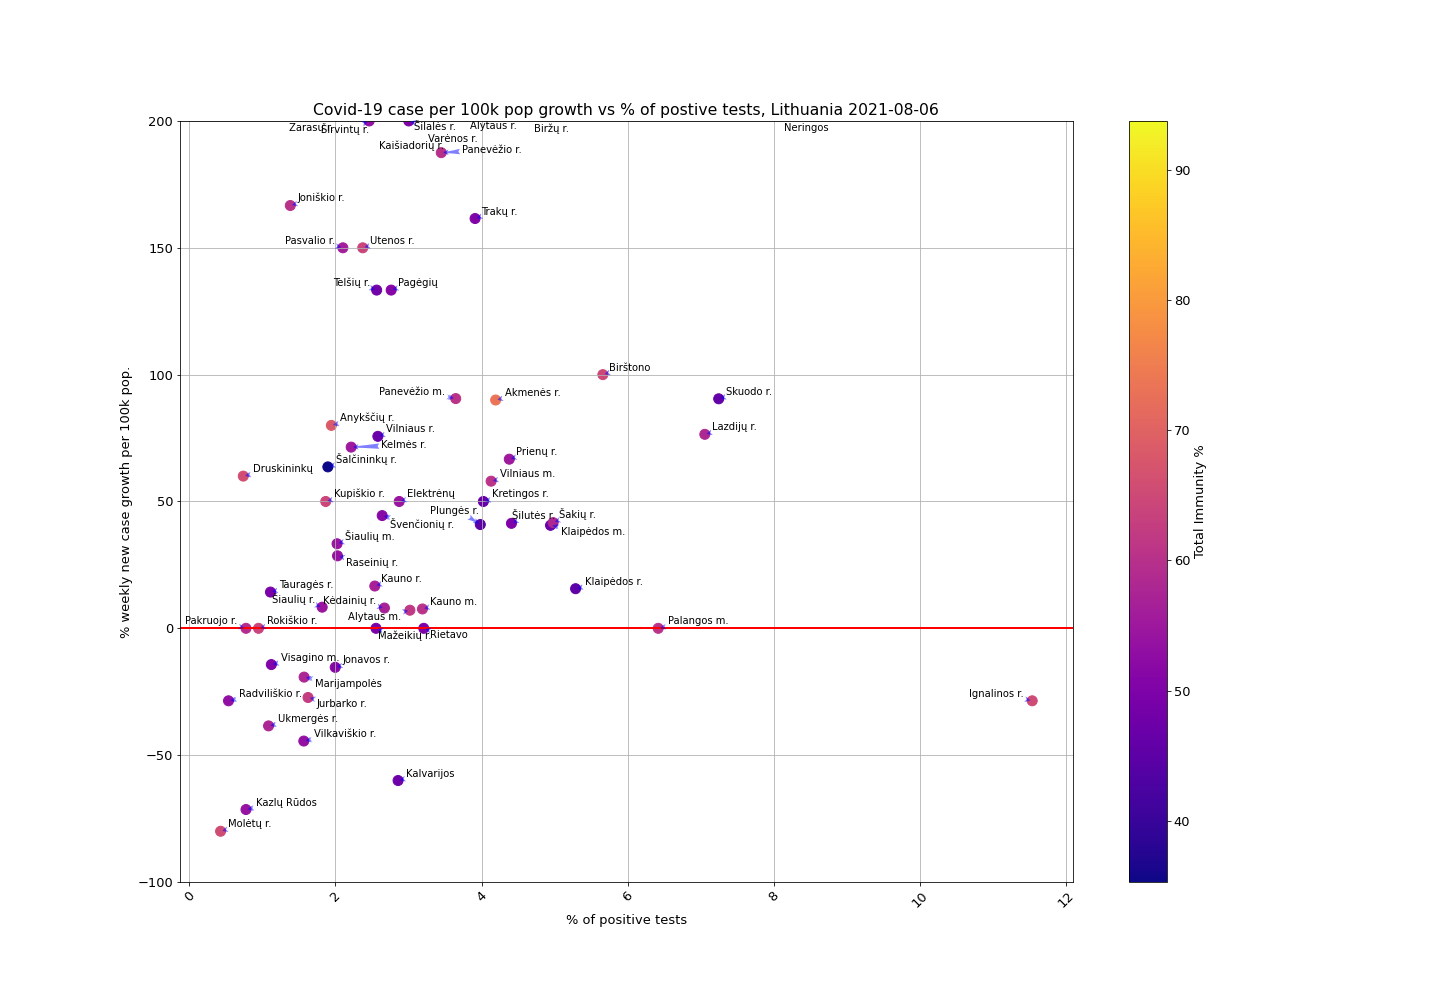 Covid-19 case per 100k pop growth vs % of postive tests, Lithuania 2021-08-06
200
150
100
50
0
−50
−100
% weekly new case growth per 100k pop.
0
2
4
6
8
10
12
% of positive tests
90
80
70
60
50
40
Total Immunity %
Zarasų r.
Širvintų r.
Šilalės r.
Alytaus r.
Biržų r.
Neringos
Varėnos r.
Kaišiadorių r.
Panevėžio r.
Joniškio r.
Trakų r.
Pasvalio r.
Utenos r.
Telšių r.
Pagėgių
Birštono
Panevėžio m.
Akmenės r.
Skuodo r.
Anykščių r.
Vilniaus r.
Lazdijų r.
Kelmės r.
Prienų r.
Šalčininkų r.
Druskininkų
Vilniaus m.
Kupiškio r.
Elektrėnų
Kretingos r.
Plungės r.
Šilutės r.
Šakių r.
Švenčionių r.
Klaipėdos m.
Šiaulių m.
Raseinių r.
Kauno r.
Klaipėdos r.
Tauragės r.
Šiaulių r.
Kėdainių r.
Kauno m.
Alytaus m.
Pakruojo r.
Rokiškio r.
Mažeikių r.
Rietavo
Palangos m.
Visagino m.
Jonavos r.
Marijampolės
Radviliškio r.
Jurbarko r.
Ignalinos r.
Ukmergės r.
Vilkaviškio r.
Kalvarijos
Kazlų Rūdos
Molėtų r.